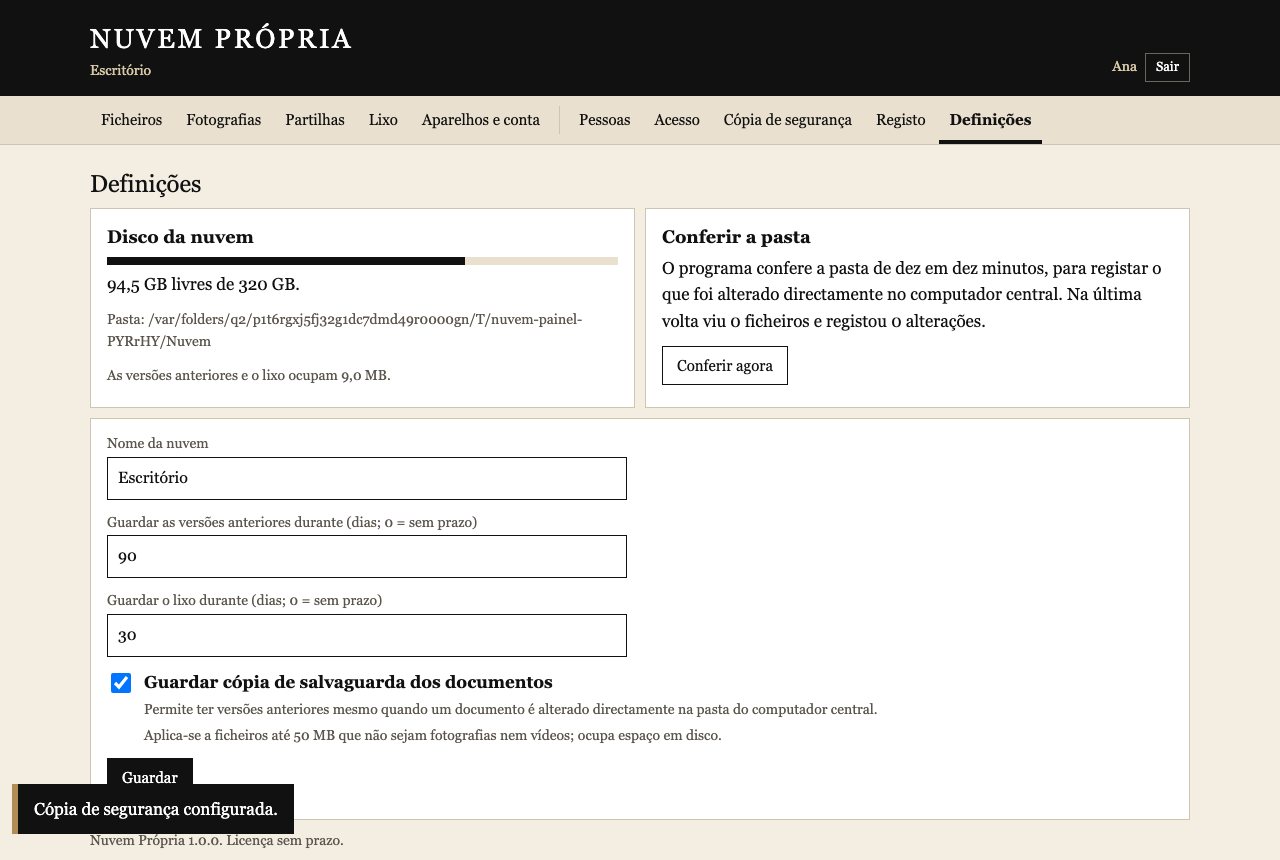 NUVEM PRÓPRIA
Escritório
Ana
Sair
Ficheiros Fotografias Partilhas Lixo Aparelhos e conta Pessoas Acesso Cópia de segurança Registo Definições
Definições
Disco da nuvem
94,5 GB livres de 320 GB.
Pasta: /var/folders/q2/p1t6rgxj5fj32g1dc7dmd49r0000gn/T/nuvem-painel-
PYRrHY/Nuvem
As versões anteriores e o lixo ocupam 9,0 MB.
Conferir a pasta
O programa confere a pasta de dez em dez minutos, para registar o
que foi alterado directamente no computador central. Na última
volta viu 0 ficheiros e registou 0 alterações.
Conferir agora
Nome da nuvem
Escritório
Guardar as versões anteriores durante (dias; 0 = sem prazo)
90
Guardar o lixo durante (dias; 0 = sem prazo)
30
Guardar cópia de salvaguarda dos documentos
Permite ter versões anteriores mesmo quando um documento é alterado directamente na pasta do computador central.
Aplica-se a ficheiros até 50 MB que não sejam fotografias nem vídeos; ocupa espaço em disco.
Guardar
Cópia de segurança configurada.
Nuvem Própria 1.0.0. Licença sem prazo.